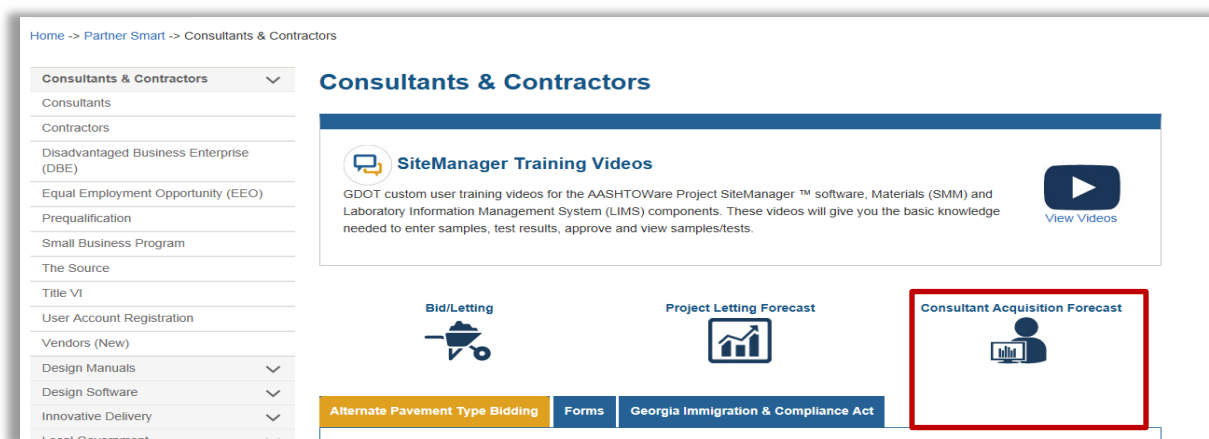 Home -> Partner Smart -> Consultants & Contractors
Consultants & Contractors
Consultants
Contractors
Disadvantaged Business Enterprise
(DBE)
Equal Employment Opportunity (EEO)
Prequalification
Small Business Program
The Source
Title VI
User Account Registration
Vendors (New)
Design Manuals
Design Software
Innovative Delivery
Local Government
Consultants & Contractors
SiteManager Training Videos
GDOT custom user training videos for the AASHTOWare Project SiteManager ™ software, Materials (SMM) and
Laboratory Information Management System (LIMS) components. These videos will give you the basic knowledge
needed to enter samples, test results, approve and view samples/tests.
View Videos
Bid/Letting
Project Letting Forecast
Consultant Acquisition Forecast
Alternate Pavement Type Bidding
Forms
Georgia Immigration & Compliance Act